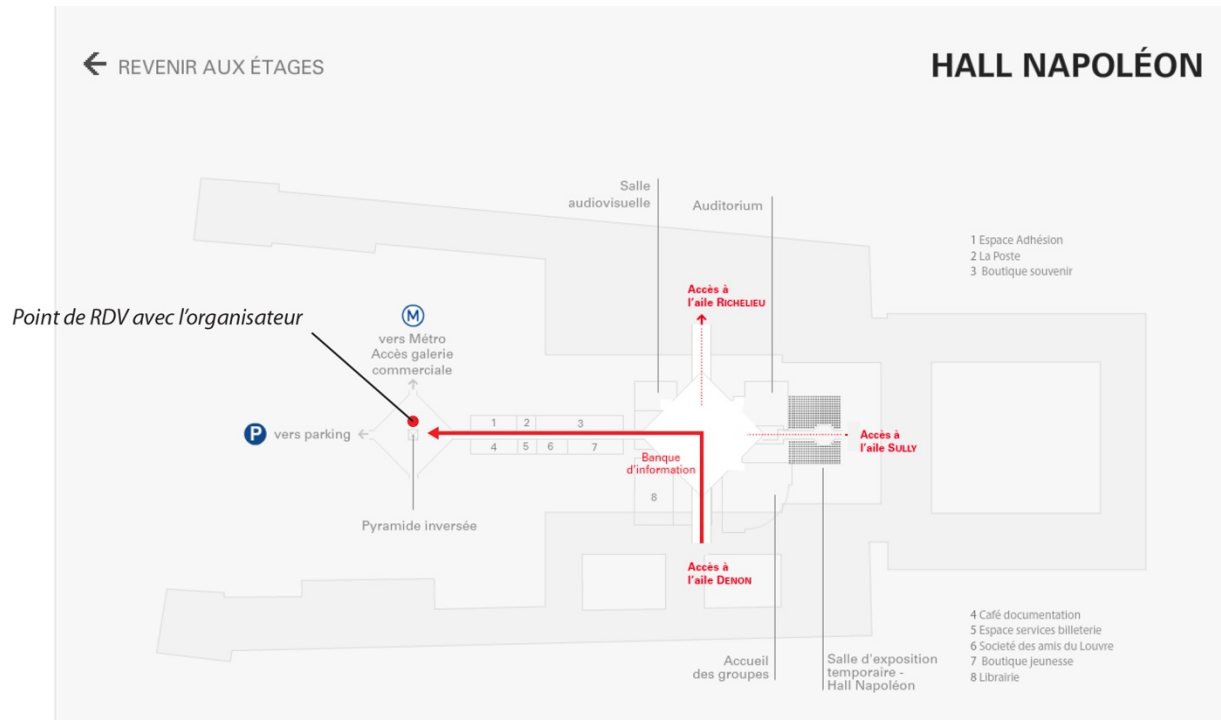 ← REVENIR AUX ÉTAGES
HALL NAPOLÉON
Salle
audiovisuelle
Auditorium
1 Espace Adhésion
2 La Poste
3 Boutique souvenir
Accès à
l'aile RICHELIEU
Point de RDV avec l'organisateur
M
vers Métro
Accès galerie
commerciale
P vers parking ←
1 2 3
4 5 6 7
Banque
d'information
8
Accès à
l'aile SULLY
Pyramide inversée
Accès à
l'aile DENON
4 Café documentation
5 Espace services billeterie
6 Societé des amis du Louvre
7 Boutique jeunesse
8 Librairie
Accueil
des groupes
Salle d'exposition
temporaire -
Hall Napoléon